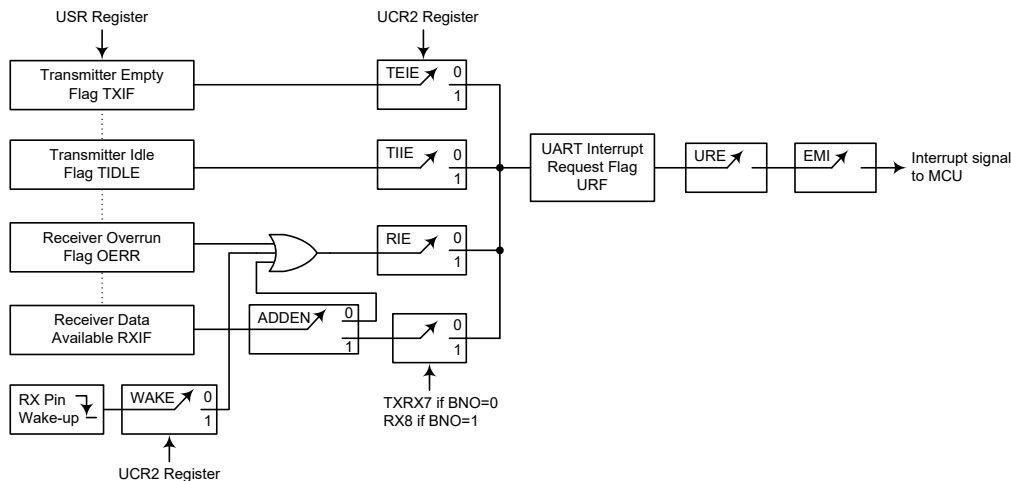 USR Register
UCR2 Register
Transmitter Empty
Flag TXIF
TEIE
0
1
Transmitter Idle
Flag TIDLE
TIIE
0
1
UART Interrupt
Request Flag
URF
URE
EMI
Interrupt signal
to MCU
Receiver Overrun
Flag OERR
RIE
0
1
Receiver Data
Available RXIF
ADDEN
0
1
0
1
TXRX7 if BNO=0
RX8 if BNO=1
RX Pin
Wake-up
WAKE
0
1
UCR2 Register